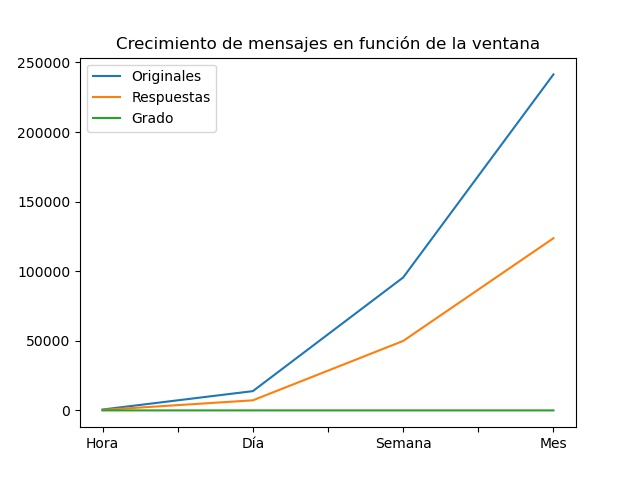 Crecimiento de mensajes en función de la ventana
250000
200000
150000
100000
50000
0
Originales
Respuestas
Grado
Hora
Día
Semana
Mes